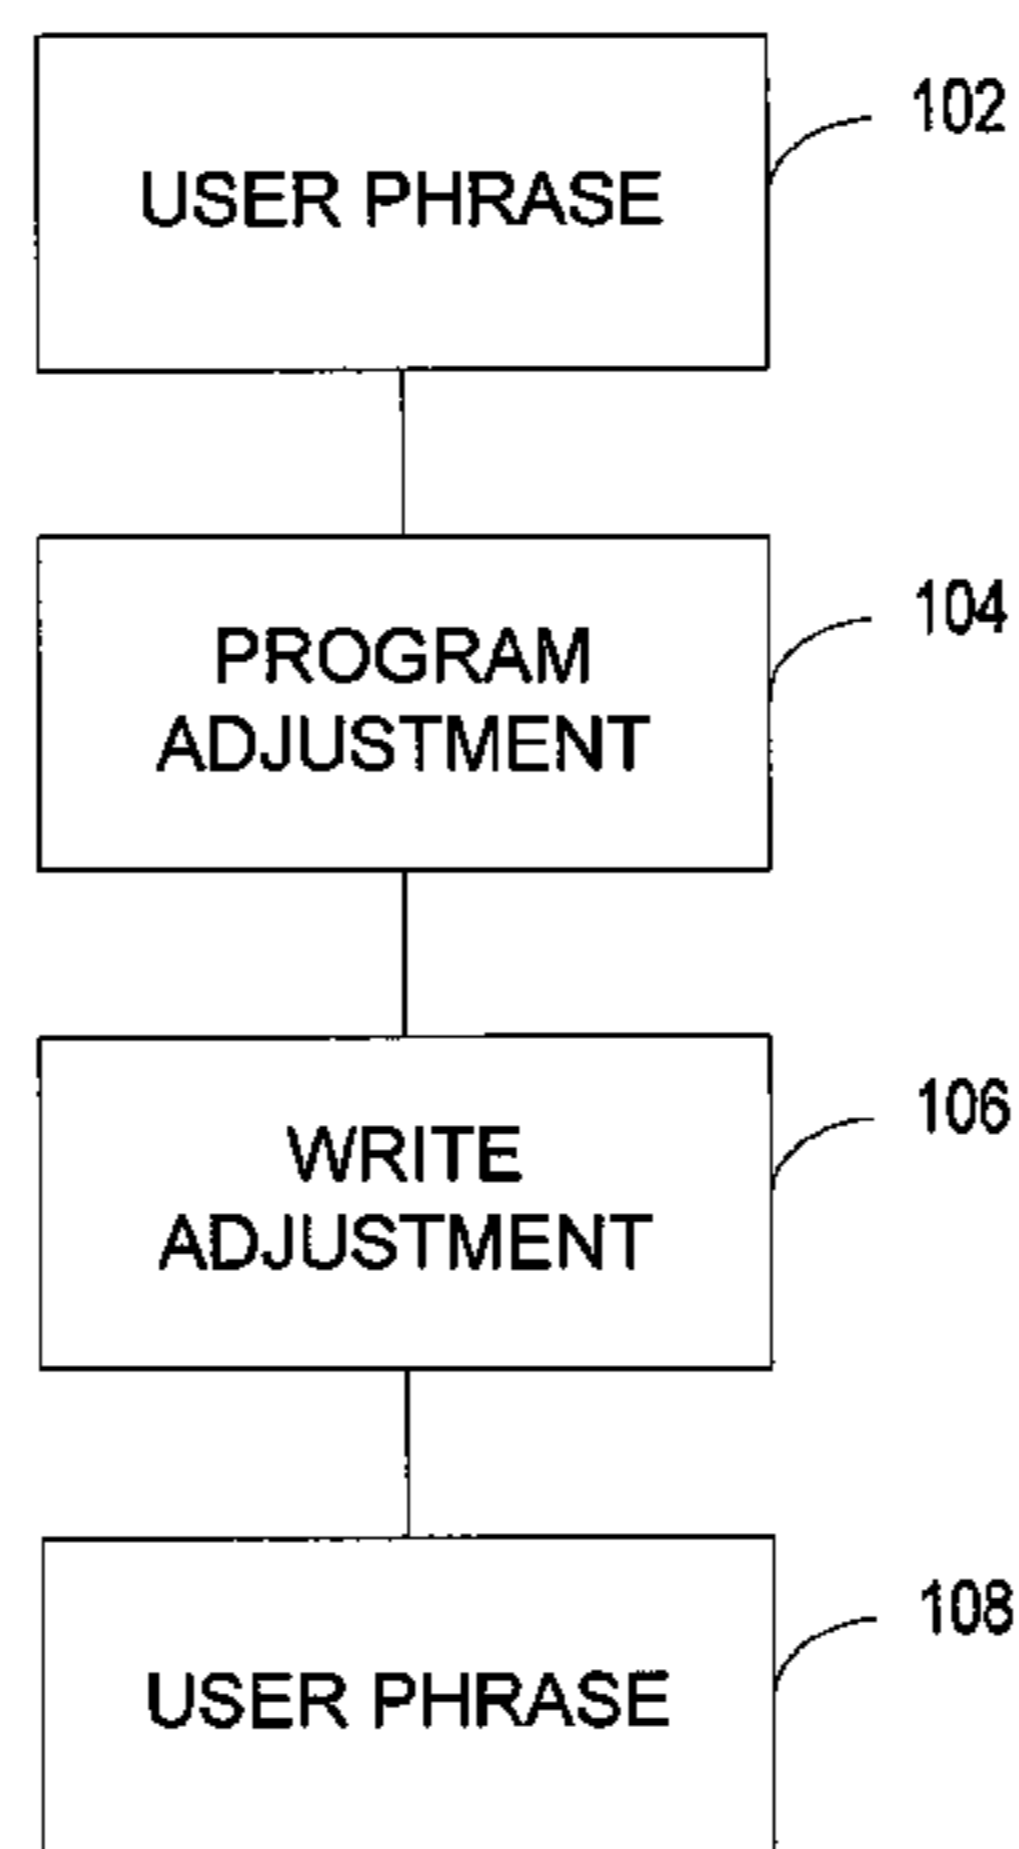 USER PHRASE
102
PROGRAM
ADJUSTMENT
104
WRITE
ADJUSTMENT
106
USER PHRASE
108